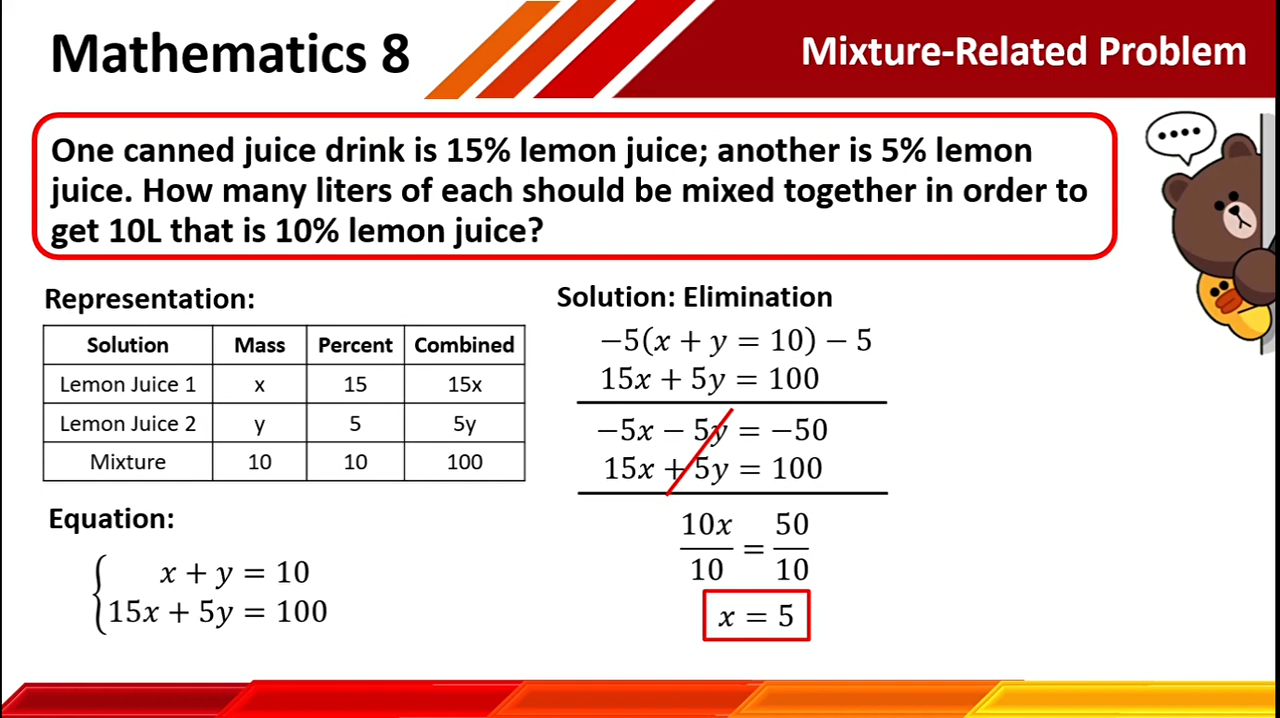 Mathematics 8
Mixture-Related Problem
One canned juice drink is 15% lemon juice; another is 5% lemon
juice. How many liters of each should be mixed together in order to
get 10L that is 10% lemon juice?
Representation:
Solution Mass Percent Combined
Lemon Juice 1 x 15 15x
Lemon Juice 2 y 5 5y
Mixture 10 10 100
Equation:
x + y = 10
15x + 5y = 100
Solution: Elimination
−5(x + y = 10) − 5
15x + 5y = 100
−5x − 5y = −50
15x + 5y = 100
10x/10 = 50/10
x = 5